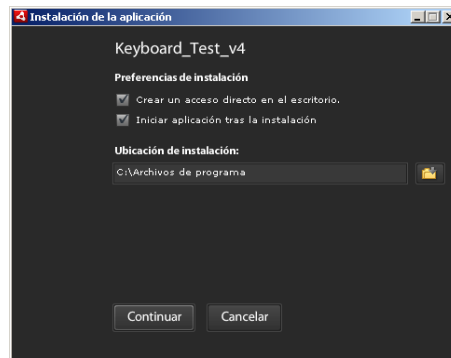 Instalación de la aplicación
Keyboard_Test_v4
Preferencias de instalación
Crear un acceso directo en el escritorio.
Iniciar aplicación tras la instalación
Ubicación de instalación:
C:\Archivos de programa
Continuar
Cancelar